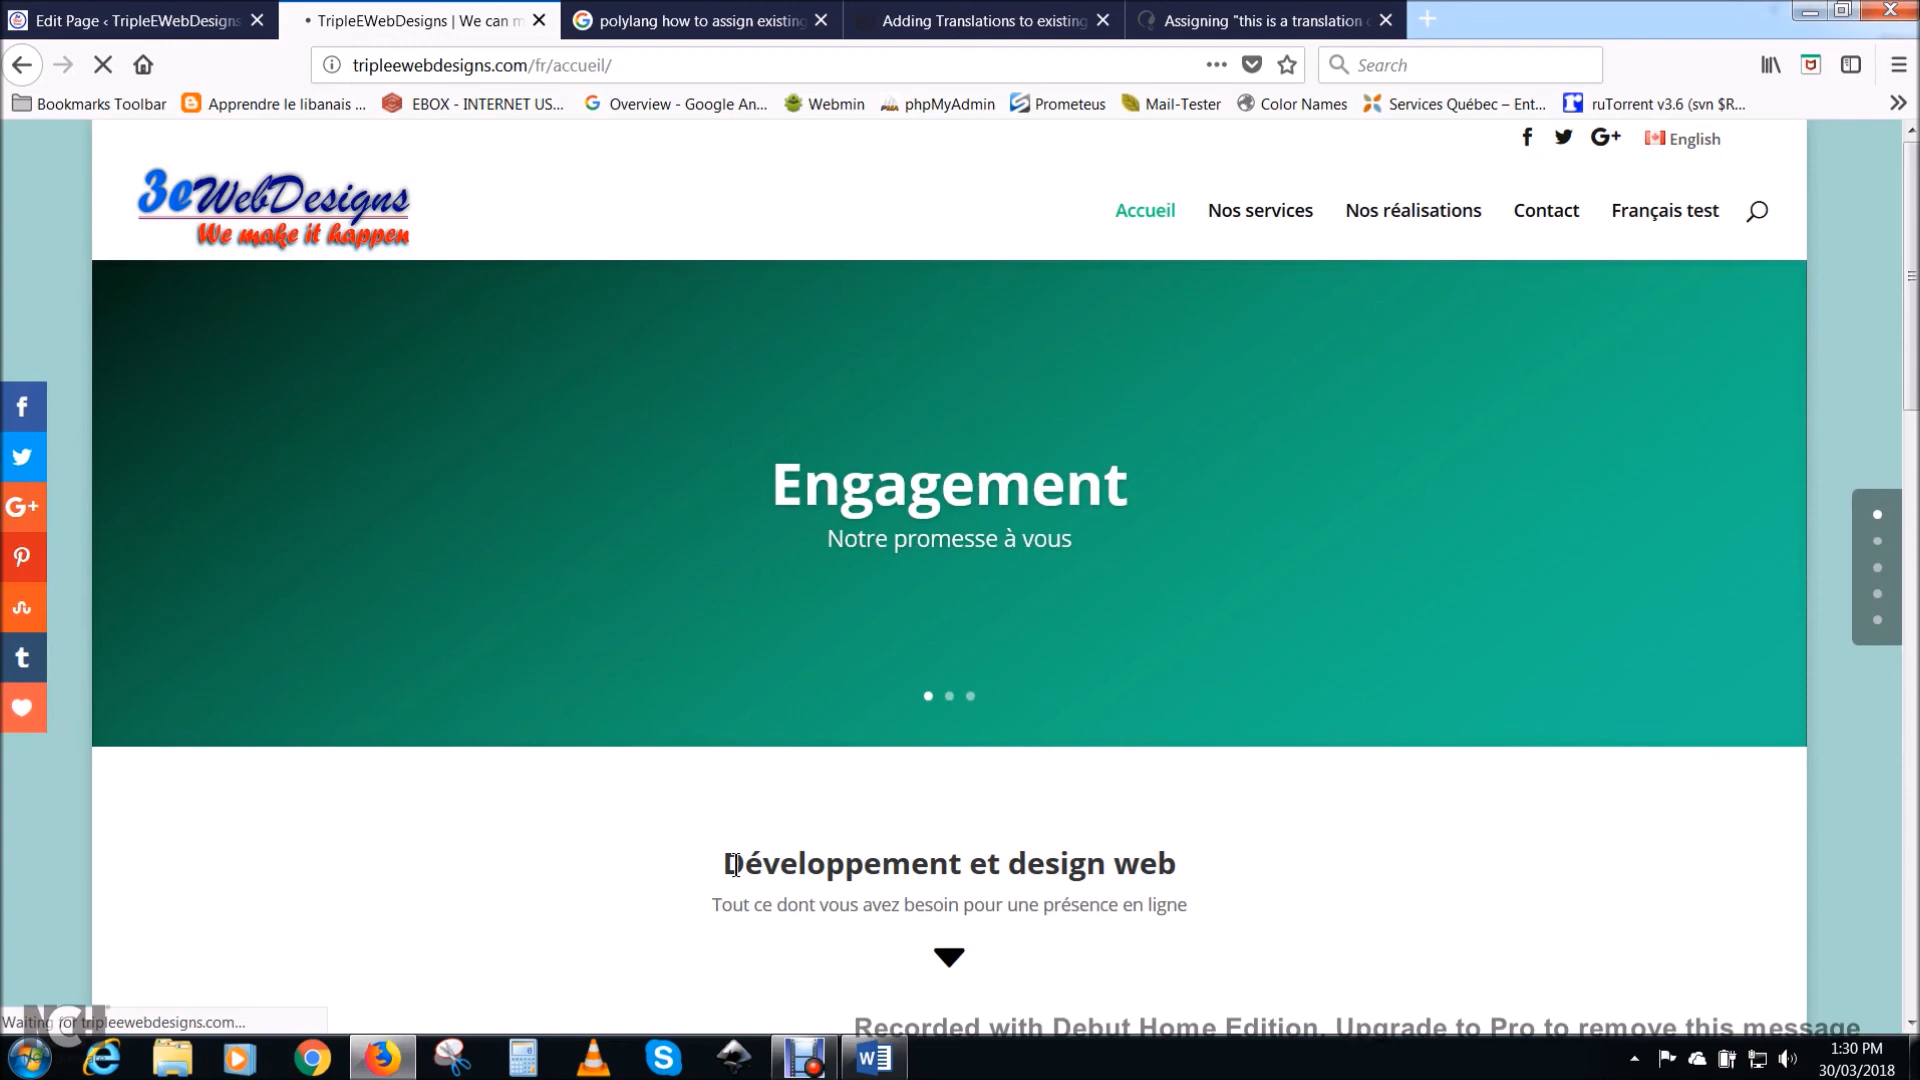 Edit Page ‹ TripleEWebDesigns
TripleEWebDesigns | We can m
polylang how to assign existing
Adding Translations to existing
Assigning "this is a translation o
tripleewebdesigns.com/fr/accueil/
Search
Bookmarks Toolbar
Apprendre le libanais ...
EBOX - INTERNET US...
Overview - Google An...
Webmin
phpMyAdmin
Prometeus
Mail-Tester
Color Names
Services Québec – Ent...
ruTorrent v3.6 (svn $R...
English
3eWebDesigns
We make it happen
Accueil
Nos services
Nos réalisations
Contact
Français test
Engagement
Notre promesse à vous
Développement et design web
Tout ce dont vous avez besoin pour une présence en ligne
Waiting for tripleewebdesigns.com...
NCH
Recorded with Debut Home Edition. Upgrade to Pro to remove this message
1:30 PM
30/03/2018